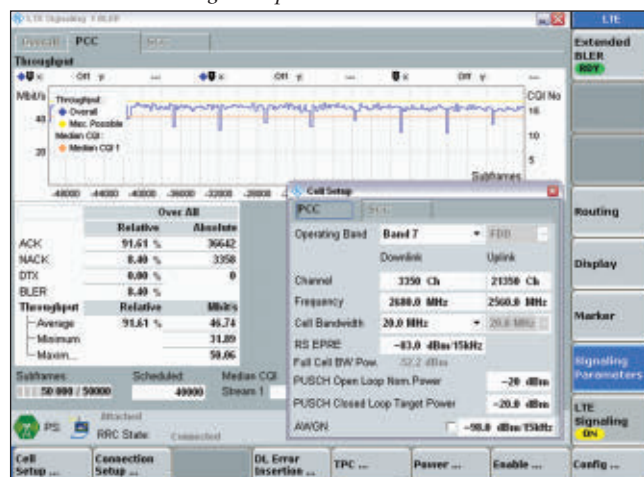 LTE Signaling 1 BLER
LTE
Overall PCC SCC
Extended
BLER
RDY
Throughput
x Off y --- x Off y --- x Off y ---
Mbit/s
Throughput:
Overall
Max. Possible
Median CQI:
Median CQI 1
CQI No
40
20
15
10
5
Subframes
-48000 -44000 -40000 -36000 -32000 -28000
Over All
Relative Absolute
ACK 91.61 % 36642
NACK 8.40 % 3358
DTX 0.00 % 0
BLER 8.40 %
Throughput Relative Mbit/s
Average 91.61 % 46.74
Minimum 31.89
Maxim... 50.06
Subframes Scheduled Median CQI
50 000 / 50000 40000 Stream 1
Attached
PS RRC State: Connected
Cell Setup
PCC SCC
Operating Band Band 7 FDD
Downlink Uplink
Channel 3350 Ch 21350 Ch
Frequency 2680.0 MHz 2560.0 MHz
Cell Bandwidth 20.0 MHz 20.0 MHz
RS EPRE -83.0 dBm/15kHz
Full Cell BW Pow. -52.2 dBm
PUSCH Open Loop Nom.Power -20 dBm
PUSCH Closed Loop Target Power -20.0 dBm
AWGN -98.0 dBm/15kHz
Routing
Display
Marker
Signaling
Parameters
LTE
Signaling
ON
Cell
Setup ...
Connection
Setup ...
DL Error
Insertion ...
TPC ...
Power ...
Enable ...
Config ...